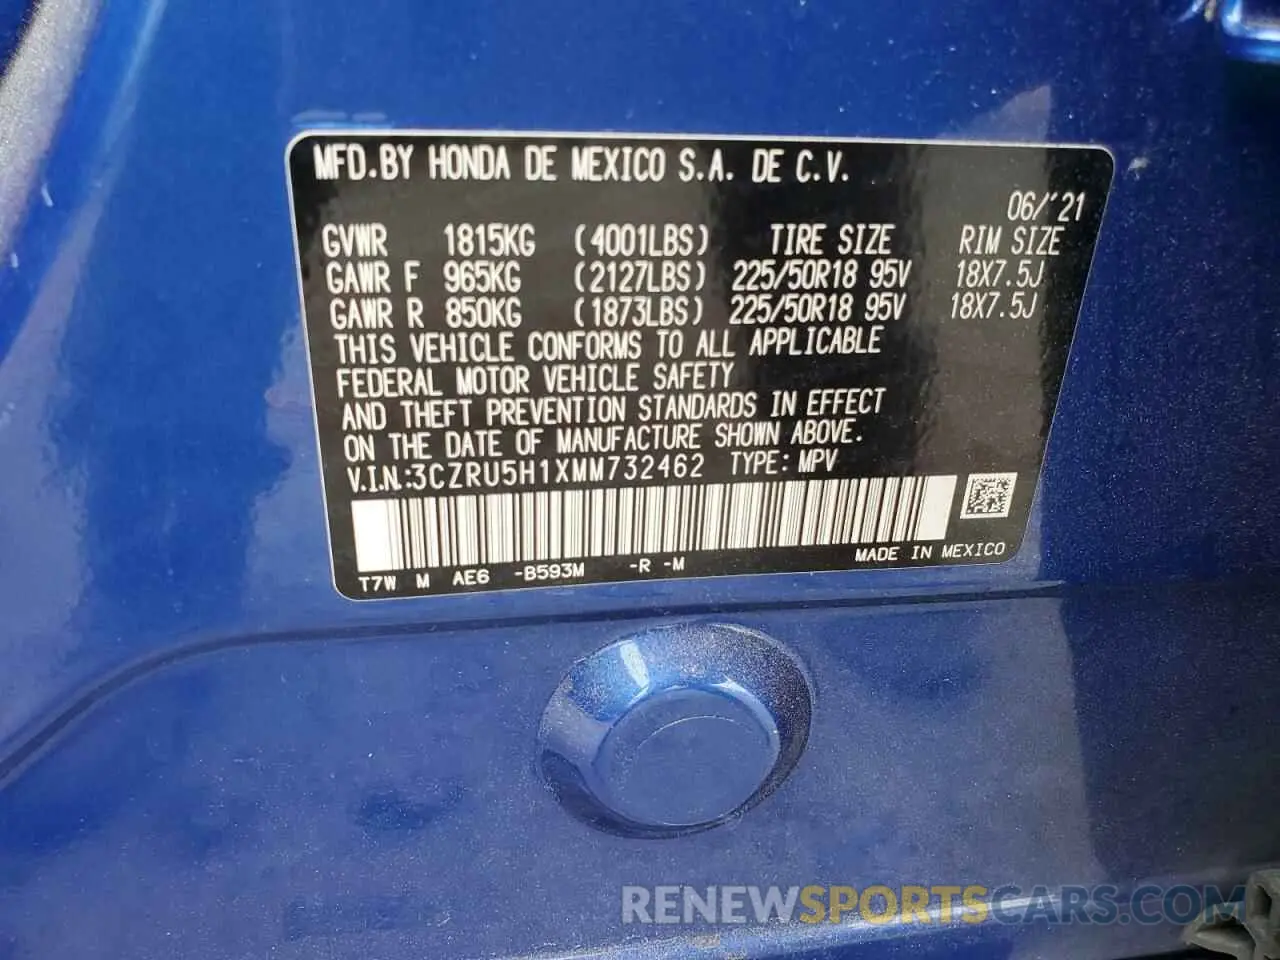 MFD.BY HONDA DE MEXICO S.A. DE C.V.
06/'21
GVWR 1815KG (4001LBS) TIRE SIZE RIM SIZE
GAWR F 965KG (2127LBS) 225/50R18 95V 18X7.5J
GAWR R 850KG (1873LBS) 225/50R18 95V 18X7.5J
THIS VEHICLE CONFORMS TO ALL APPLICABLE
FEDERAL MOTOR VEHICLE SAFETY
AND THEFT PREVENTION STANDARDS IN EFFECT
ON THE DATE OF MANUFACTURE SHOWN ABOVE.
V.I.N.:3CZRU5H1XMM732462 TYPE: MPV
MADE IN MEXICO
T7W M AE6 -B593M -R -M
RENEWSPORTSCARS.COM